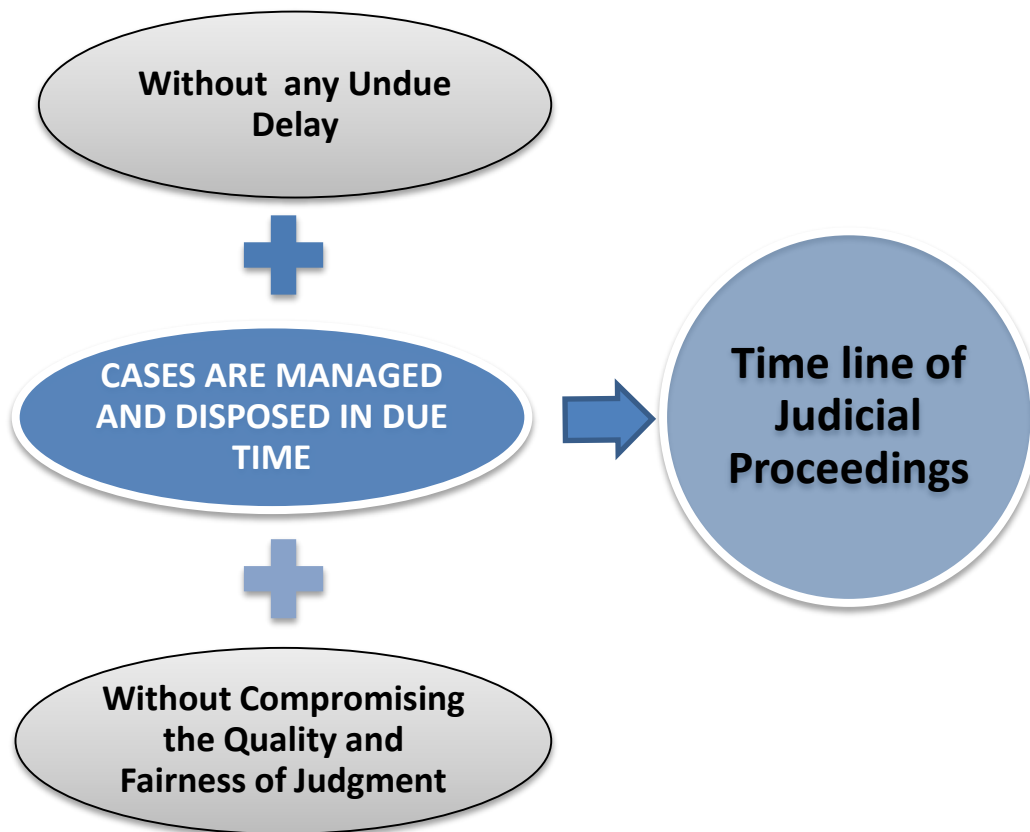 Without any Undue
Delay
CASES ARE MANAGED
AND DISPOSED IN DUE
TIME
Time line of
Judicial
Proceedings
Without Compromising
the Quality and
Fairness of Judgment